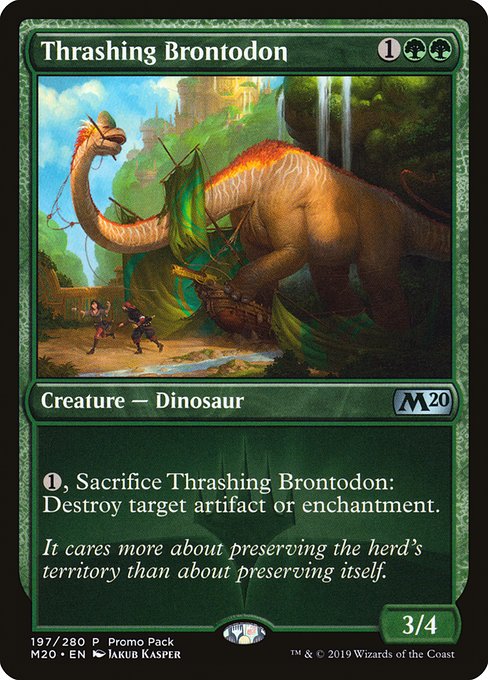 Thrashing Brontodon 1
Creature — Dinosaur M20
1, Sacrifice Thrashing Brontodon:
Destroy target artifact or enchantment.
It cares more about preserving the herd's
territory than about preserving itself.
3/4
197/280 P Promo Pack
M20 • EN Jakub Kasper ™ & © 2019 Wizards of the Coast